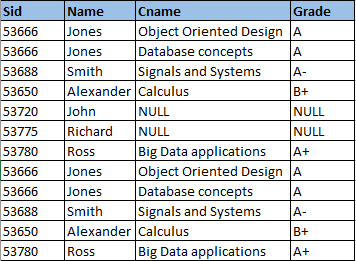 Sid Name Cname Grade
53666 Jones Object Oriented Design A
53666 Jones Database concepts A
53688 Smith Signals and Systems A-
53650 Alexander Calculus B+
53720 John NULL NULL
53775 Richard NULL NULL
53780 Ross Big Data applications A+
53666 Jones Object Oriented Design A
53666 Jones Database concepts A
53688 Smith Signals and Systems A-
53650 Alexander Calculus B+
53780 Ross Big Data applications A+